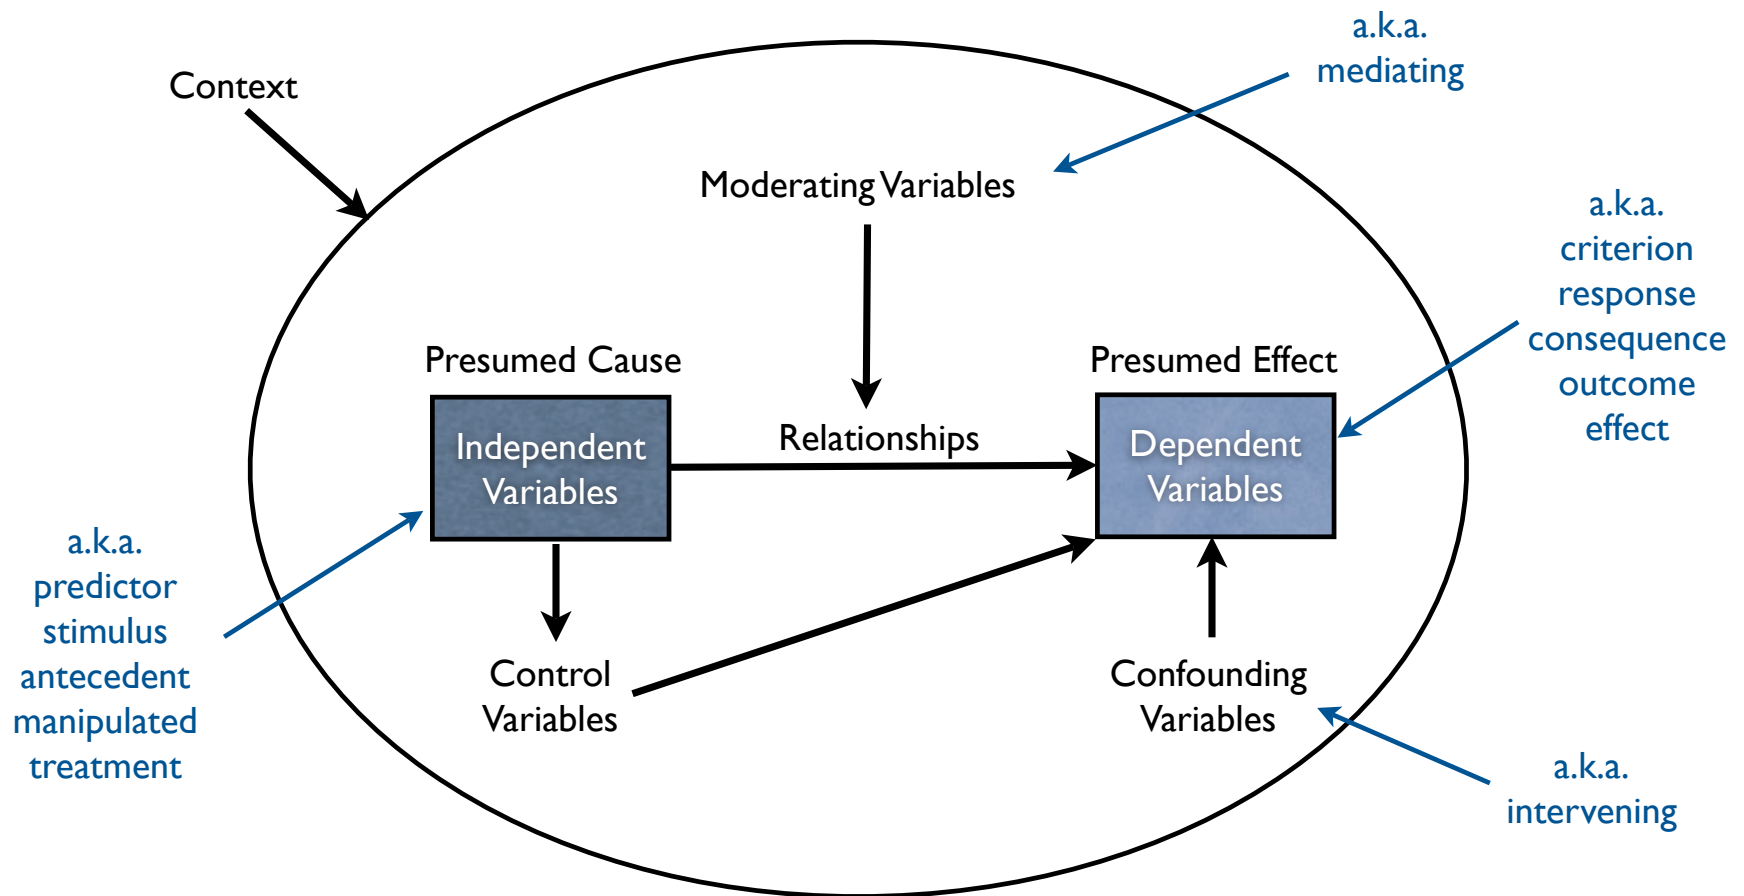 a.k.a.
mediating
Context
Moderating Variables
a.k.a.
criterion
response
consequence
outcome
effect
Presumed Cause
Presumed Effect
Independent
Variables
Relationships
Dependent
Variables
a.k.a.
predictor
stimulus
antecedent
manipulated
treatment
Control
Variables
Confounding
Variables
a.k.a.
intervening